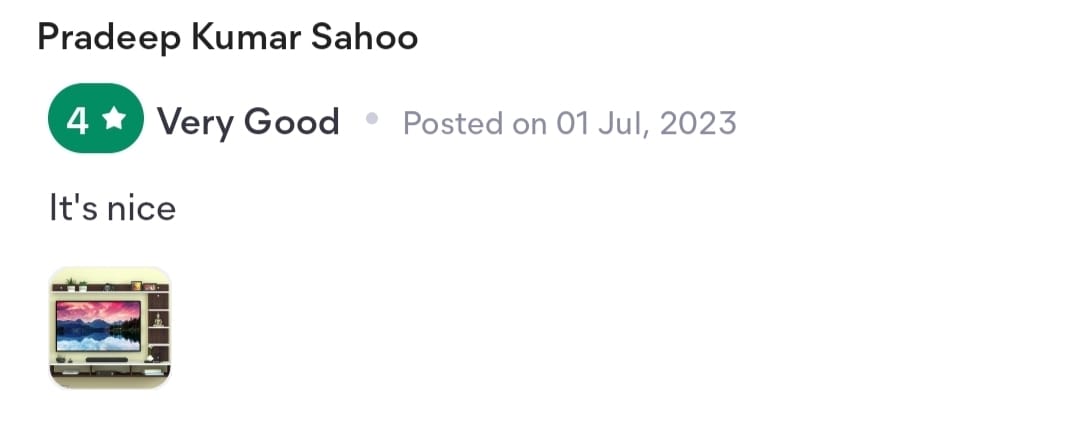 Pradeep Kumar Sahoo
4 ★ Very Good • Posted on 01 Jul, 2023
It's nice